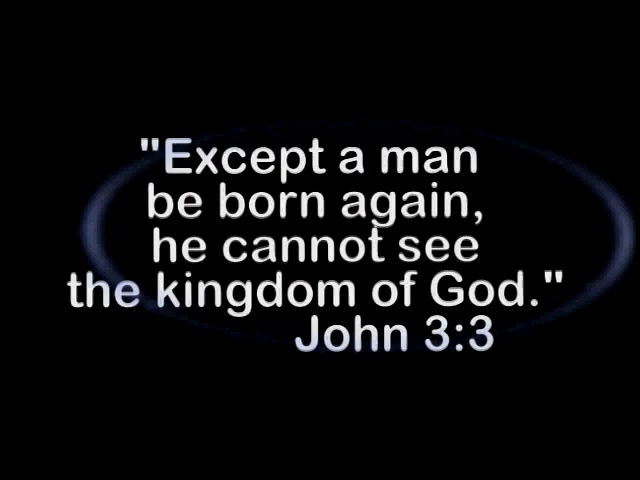 "Except a man
be born again,
he cannot see
the kingdom of God."
John 3:3